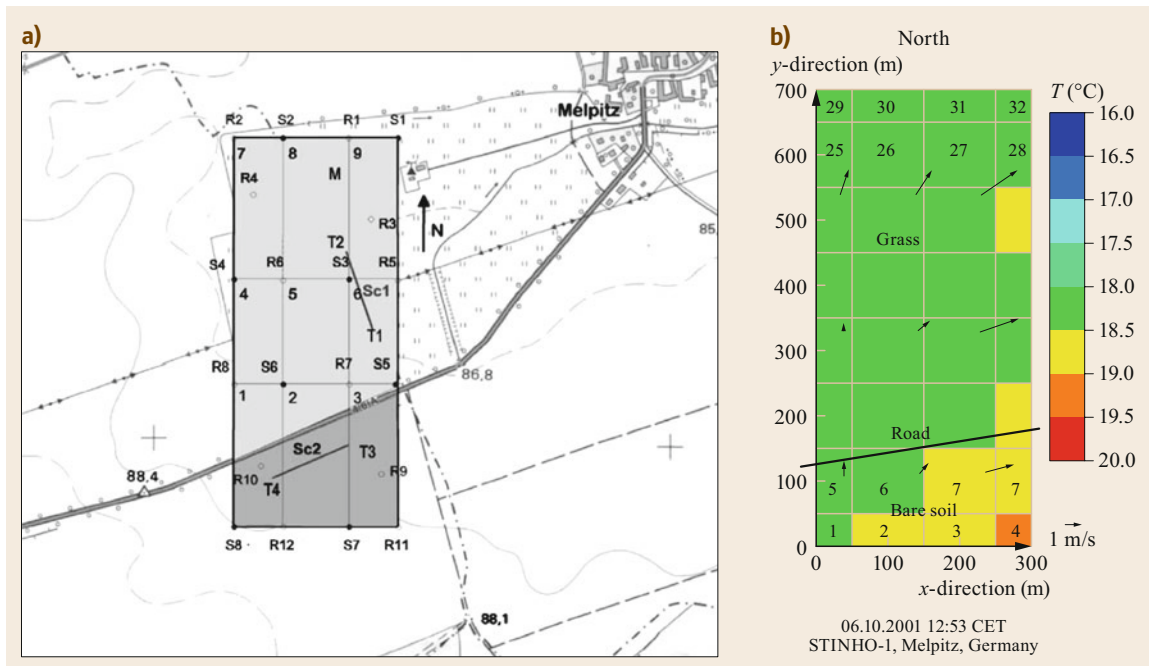 a)
Melpitz
R2 S2 R1 S1
7 8 9
M
R4
R3
N
T2
85,
S4 R6 S3 R5
4 5 6
Sc1
T1
R8 S6 R7 S5
86,8
1 2 3
Sc2 T3
88,4
R10 R9
T4
S8 R12 S7 R11
88,1
b)
North
y-direction (m)
T (°C)
700
600
500
400
300
200
100
0
29 30 31 32
25 26 27 28
Grass
Road
5 6 7 7
Bare soil
1 2 3 4
0 100 200 300
x-direction (m)
16.0
16.5
17.0
17.5
18.0
18.5
19.0
19.5
20.0
1 m/s
06.10.2001 12:53 CET
STINHO-1, Melpitz, Germany